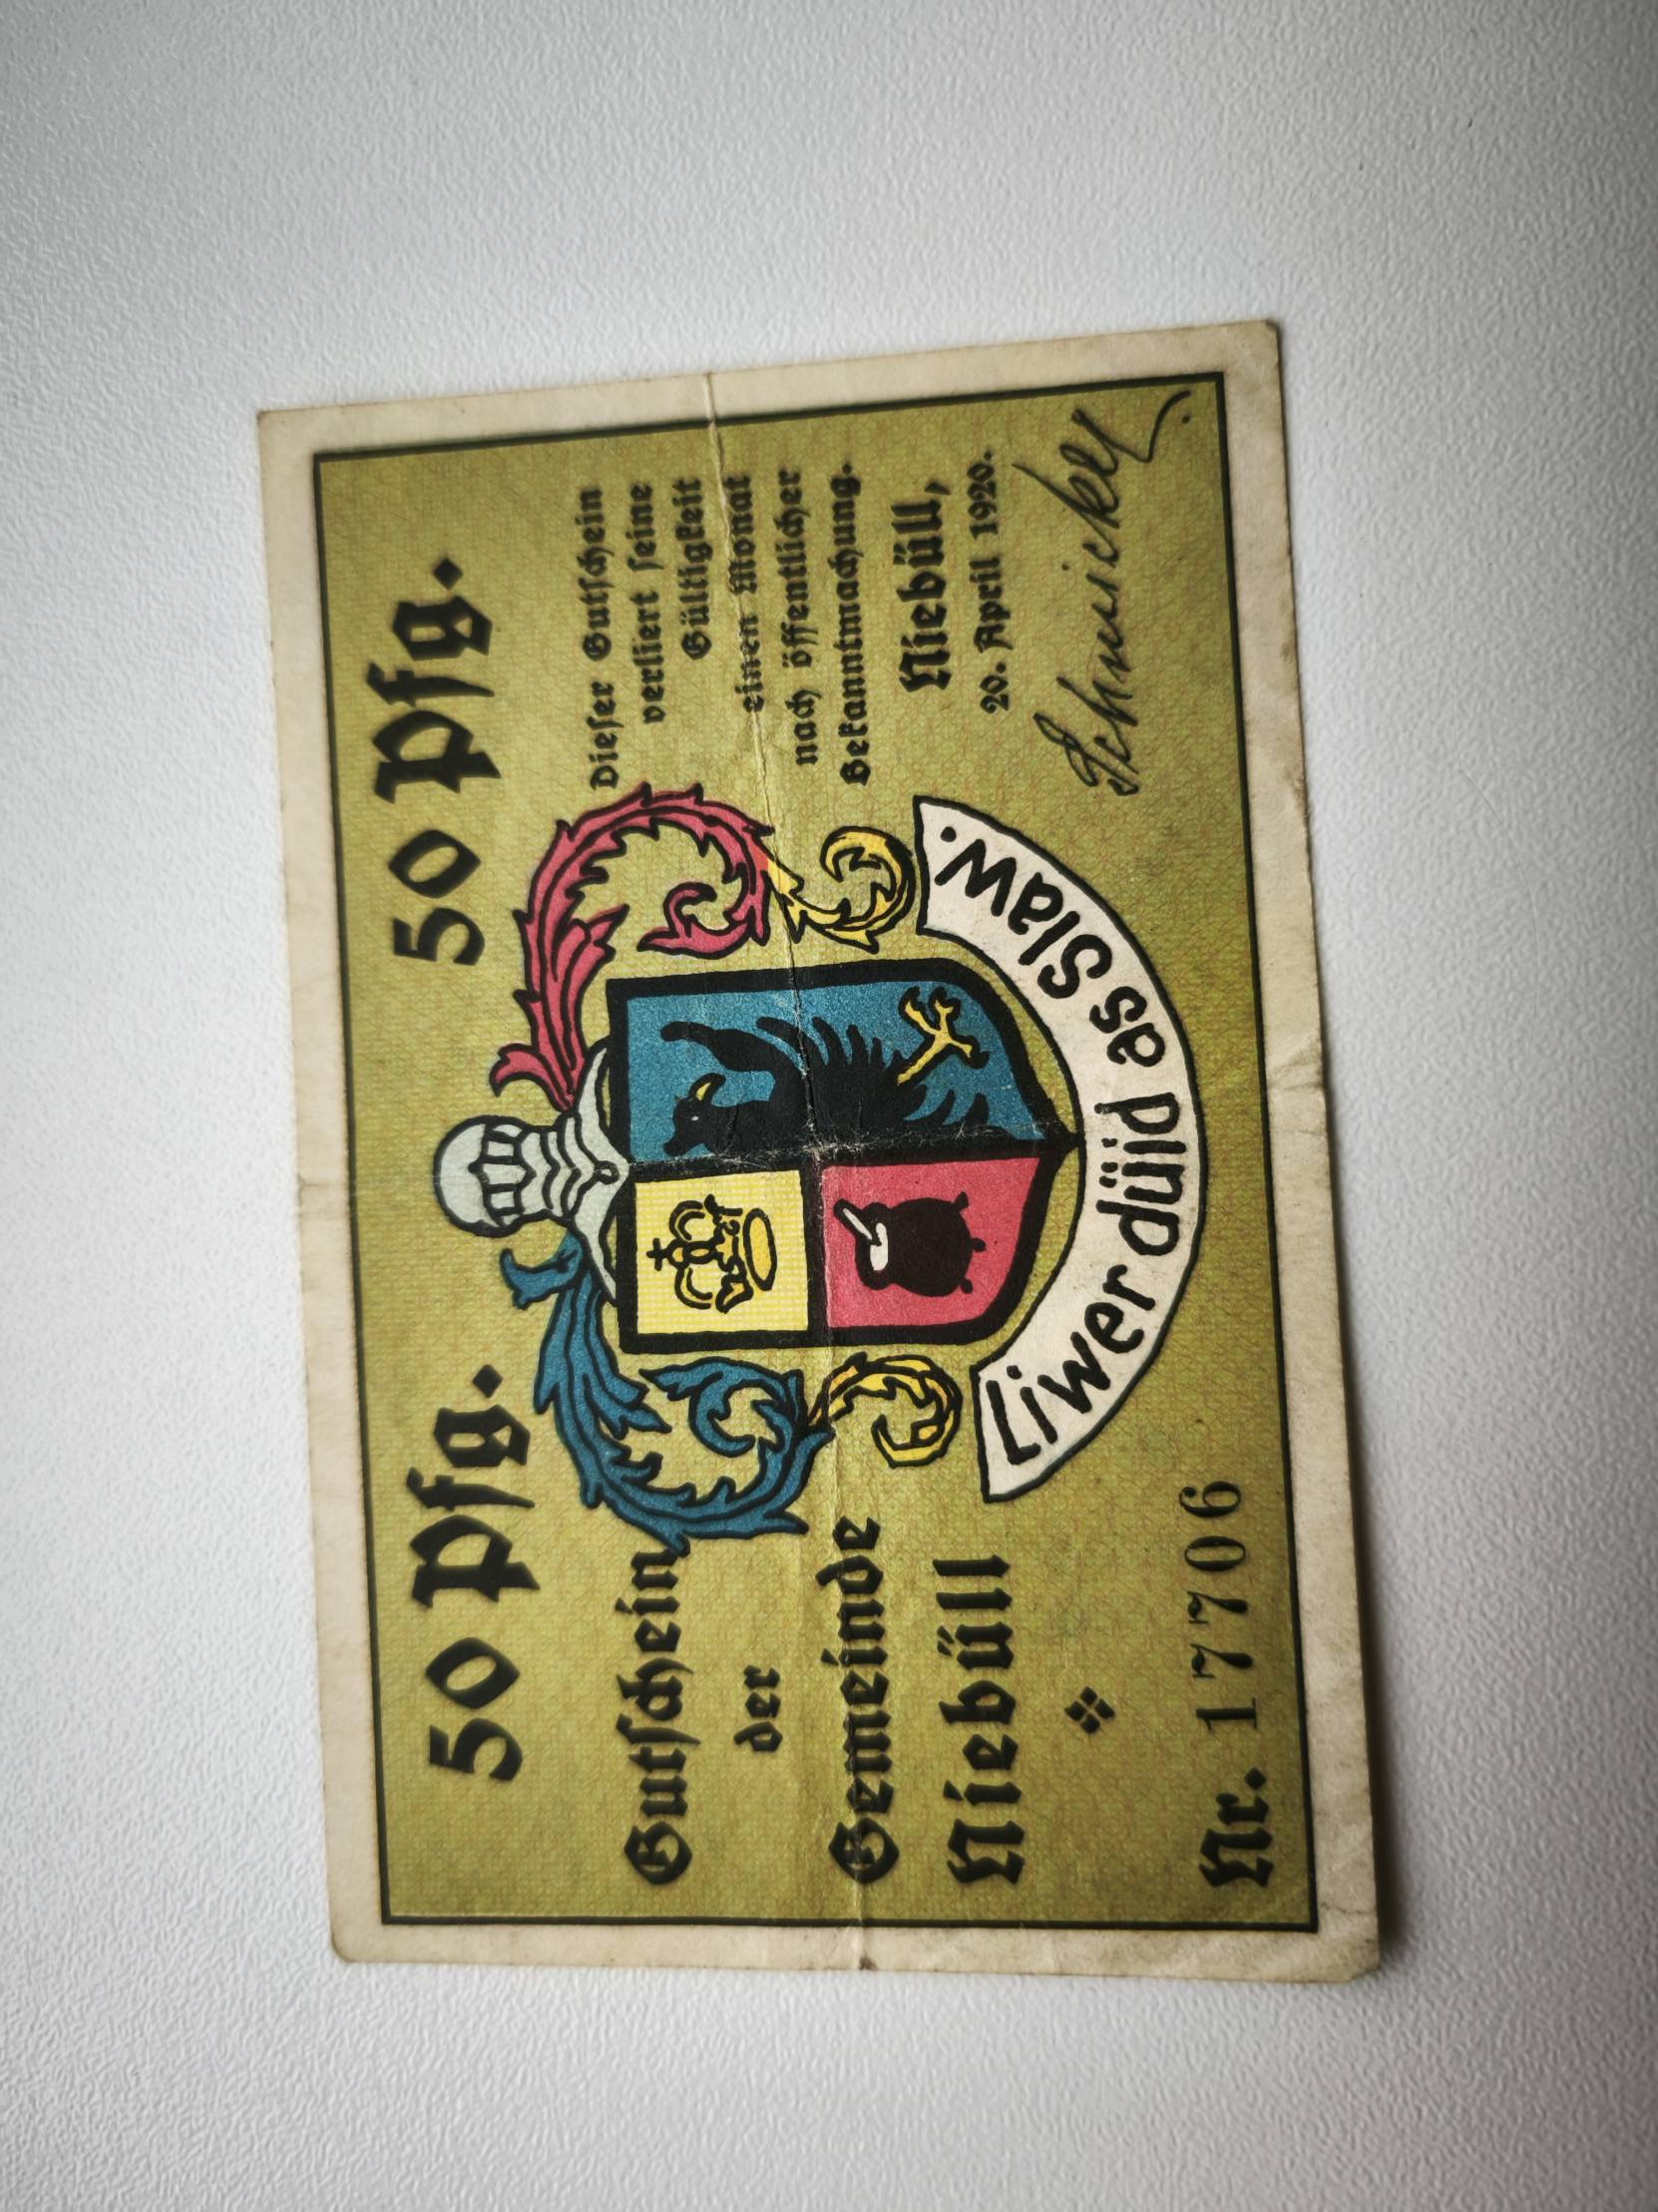 50 Pfg. 50 Pfg.
Gutschein
der
Gemeinde
Niebüll
Nr. 17706
Liwer düid as Slaw.
Dieser Gutschein
verliert seine
Gültigkeit
einen Monat
nach öffentlicher
Bekanntmachung.
Niebüll,
20. April 1920.